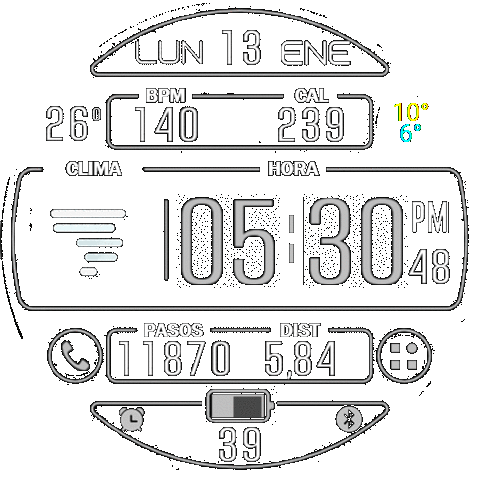 LUN 13 ENE
BPM CAL
26° 140 239 10°
6°
CLIMA HORA
05:30 PM
48
PASOS DIST
11870 5,84
39